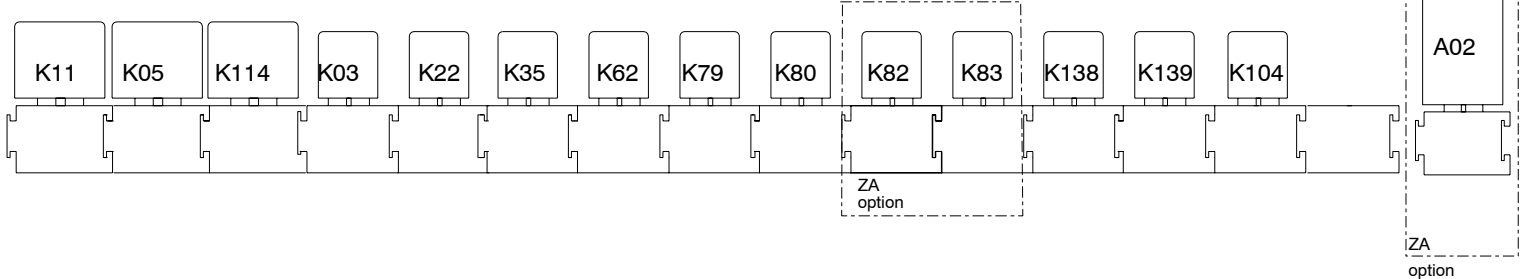 K11 K05 K114 K03 K22 K35 K62 K79 K80 K82 K83 K138 K139 K104 A02
ZA
option
ZA
option